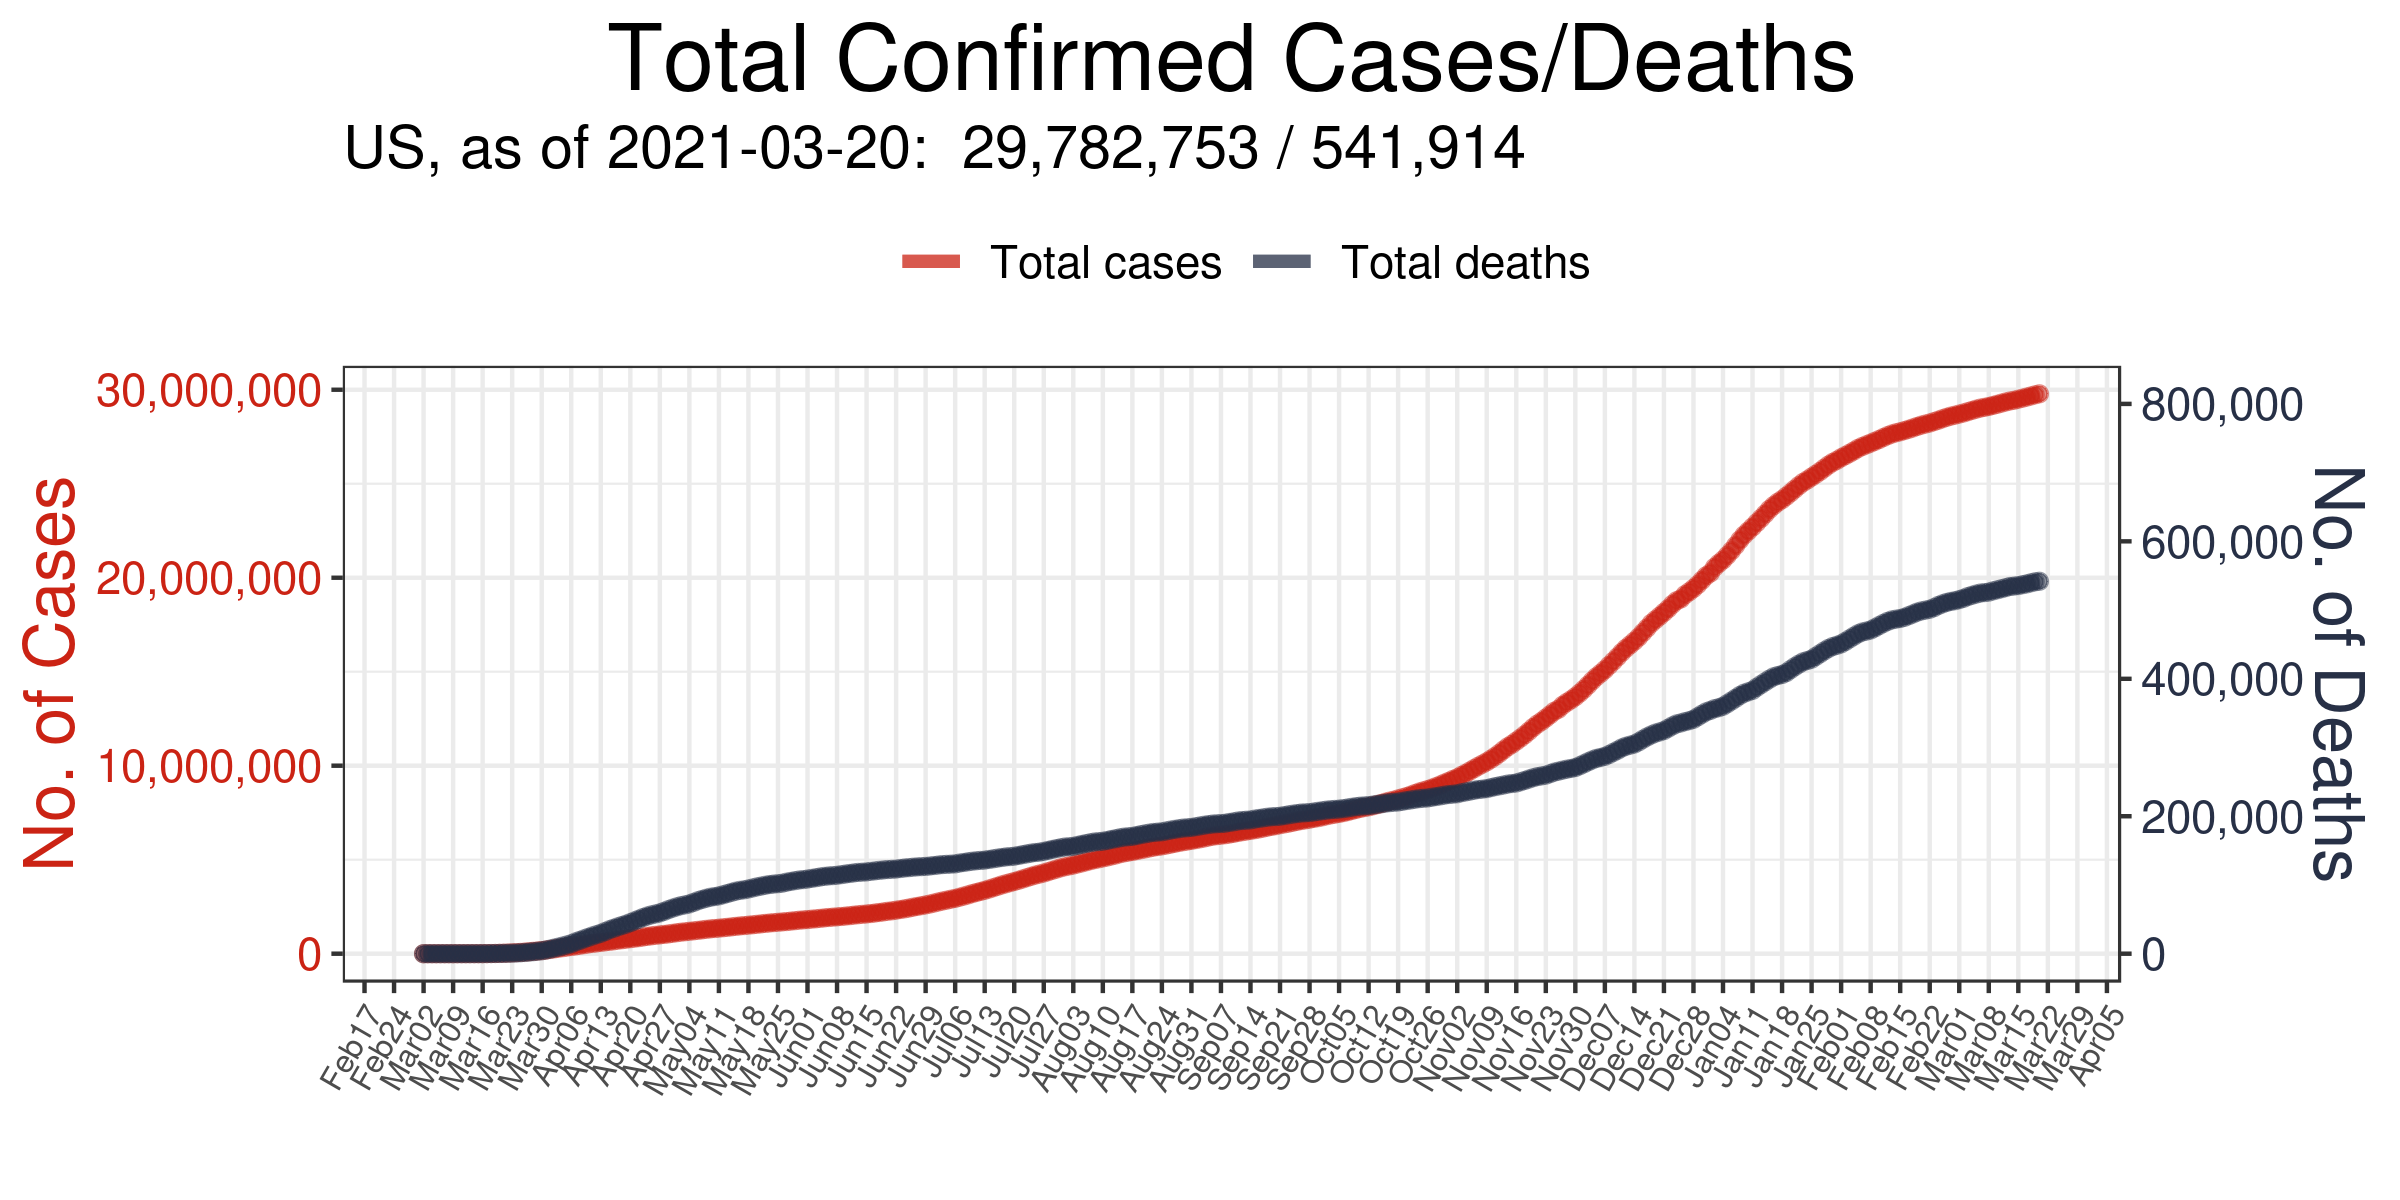 Total Confirmed Cases/Deaths
US, as of 2021-03-20: 29,782,753 / 541,914
Total cases
Total deaths
No. of Cases
30,000,000
20,000,000
10,000,000
0
800,000
600,000
400,000
200,000
0
No. of Deaths
Feb17
Feb24
Mar02
Mar09
Mar16
Mar23
Mar30
Apr06
Apr13
Apr20
Apr27
May04
May11
May18
May25
Jun01
Jun08
Jun15
Jun22
Jun29
Jul06
Jul13
Jul20
Jul27
Aug03
Aug10
Aug17
Aug24
Aug31
Sep07
Sep14
Sep21
Sep28
Oct05
Oct12
Oct19
Oct26
Nov02
Nov09
Nov16
Nov23
Nov30
Dec07
Dec14
Dec21
Dec28
Jan04
Jan11
Jan18
Jan25
Feb01
Feb08
Feb15
Feb22
Mar01
Mar08
Mar15
Mar22
Mar29
Apr05